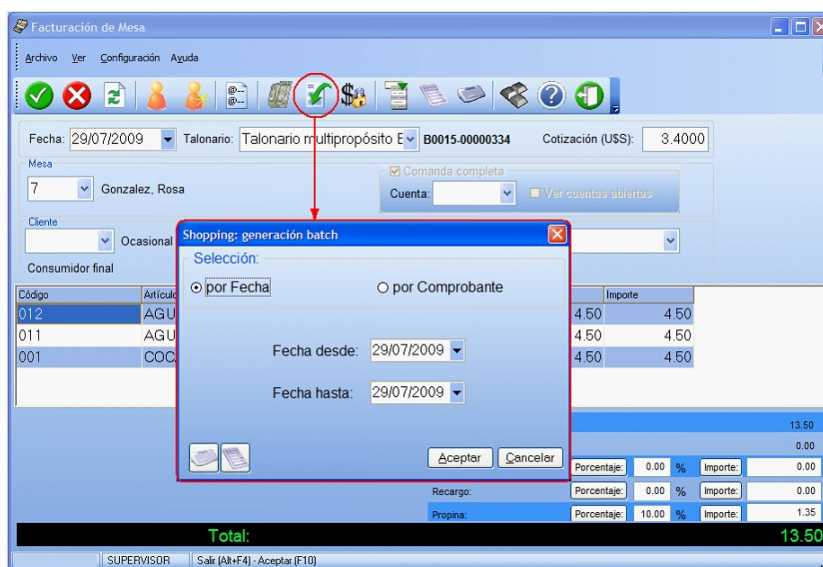 Facturación de Mesa
Archivo Ver Configuración Ayuda
Fecha: 29/07/2009 Talonario: Talonario multipropósito B0015-00000334 Cotización (U$S): 3.4000
Mesa
7 Gonzalez, Rosa
Comanda completa
Cuenta: Ver cuentas abiertas
Cliente
Ocasional
Consumidor final
Shopping: generación batch
Selección:
por Fecha por Comprobante
Fecha desde: 29/07/2009
Fecha hasta: 29/07/2009
Aceptar Cancelar
Código Importe
012 4.50 4.50
011 4.50 4.50
001 4.50 4.50
13.50
0.00
Porcentaje: 0.00 % Importe: 0.00
Recargo: Porcentaje: 0.00 % Importe: 0.00
Propina: Porcentaje: 10.00 % Importe: 1.35
Total: 13.50
SUPERVISOR Salir (Alt+F4) - Aceptar (F10)